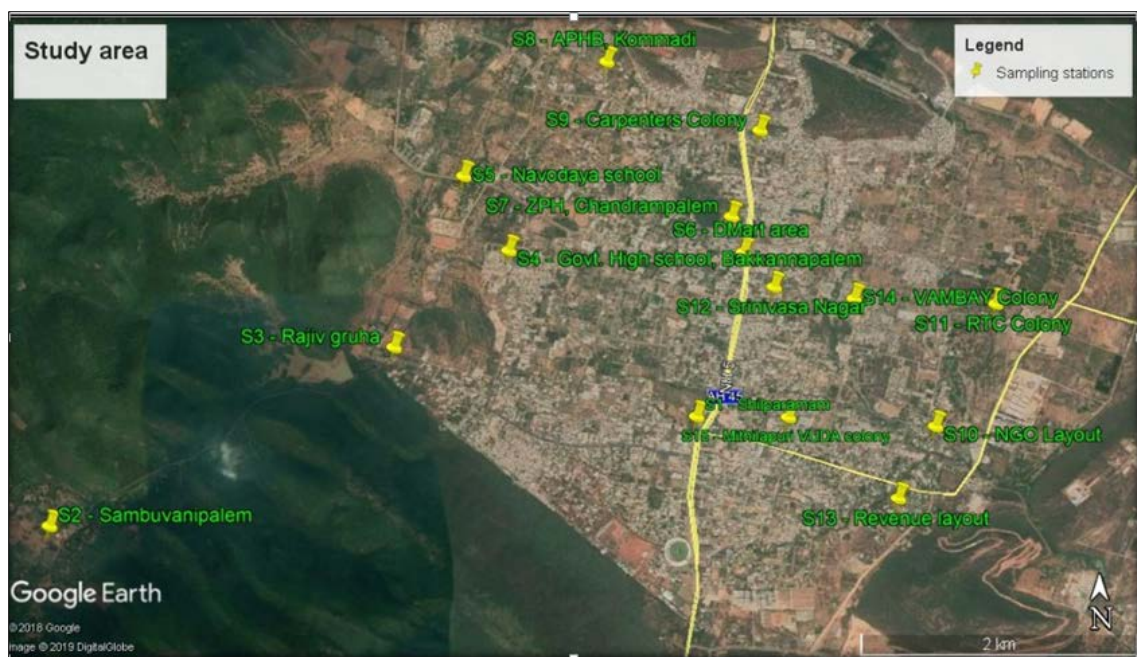 Study area
S8 - APHB, Kommadi
Legend
Sampling stations
S9 - Carpenters Colony
S5 - Navodaya school
S7 - ZPH, Chandrampalem
S6 - DMart area
S4 - Govt. High school, Bakkannapalem
S12 - Srinivasa Nagar
S14 - VAMBAY Colony
S11 - RTC Colony
S3 - Rajiv gruha
S1 - Shilparamam
S15 - Mithilapuri VUDA colony
S10 - NGO Layout
S2 - Sambuvanipalem
S13 - Revenue layout
Google Earth
© 2018 Google
Image © 2019 DigitalGlobe
N
2 km